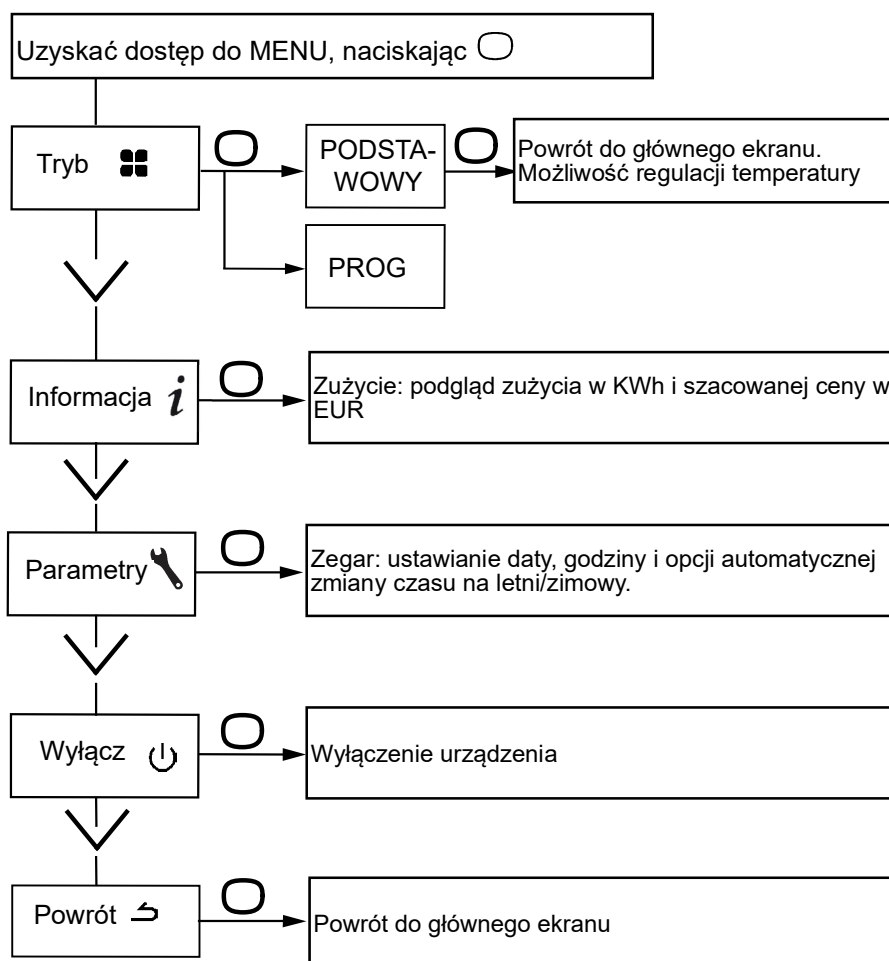 Uzyskać dostęp do MENU, naciskając
Tryb
PODSTA-
WOWY
Powrót do głównego ekranu.
Możliwość regulacji temperatury
PROG
Informacja
Zużycie: podgląd zużycia w KWh i szacowanej ceny w
EUR
Parametry
Zegar: ustawianie daty, godziny i opcji automatycznej
zmiany czasu na letni/zimowy.
Wyłącz
Wyłączenie urządzenia
Powrót
Powrót do głównego ekranu